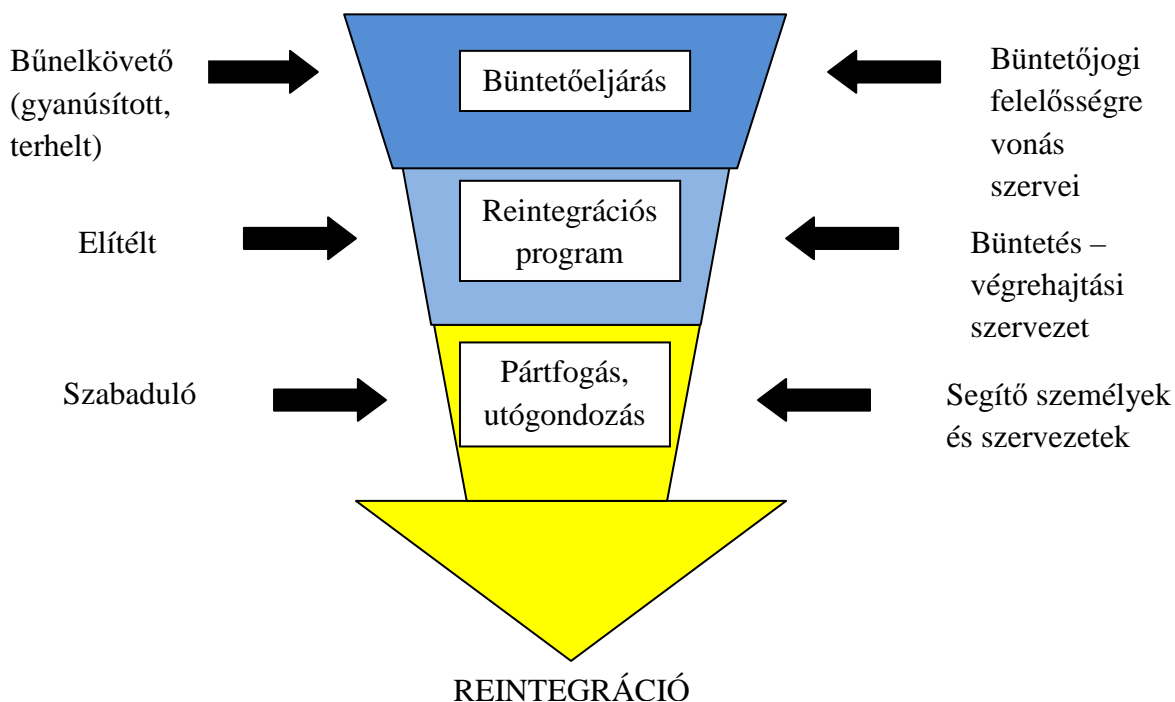 Bűnelkövető
(gyanúsított,
terhelt)
Büntetőeljárás
Büntetőjogi
felelősségre
vonás
szervei
Elítélt
Reintegrációs
program
Büntetés –
végrehajtási
szervezet
Szabaduló
Pártfogás,
utógondozás
Segítő személyek
és szervezetek
REINTEGRÁCIÓ